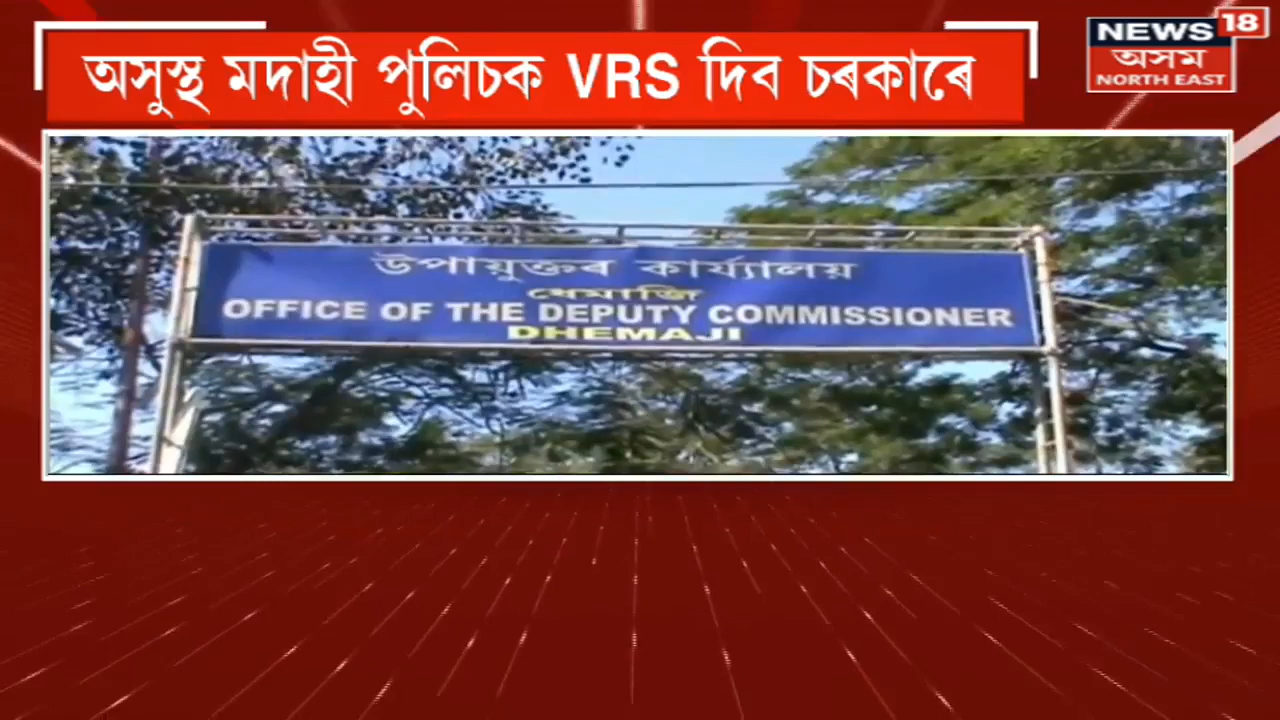 অসুস্থ মদাহী পুলিচক VRS দিব চৰকাৰে
NEWS 18
অসম
NORTH EAST
উপায়ুক্তৰ কাৰ্য্যালয়
ধেমাজি
OFFICE OF THE DEPUTY COMMISSIONER
DHEMAJI